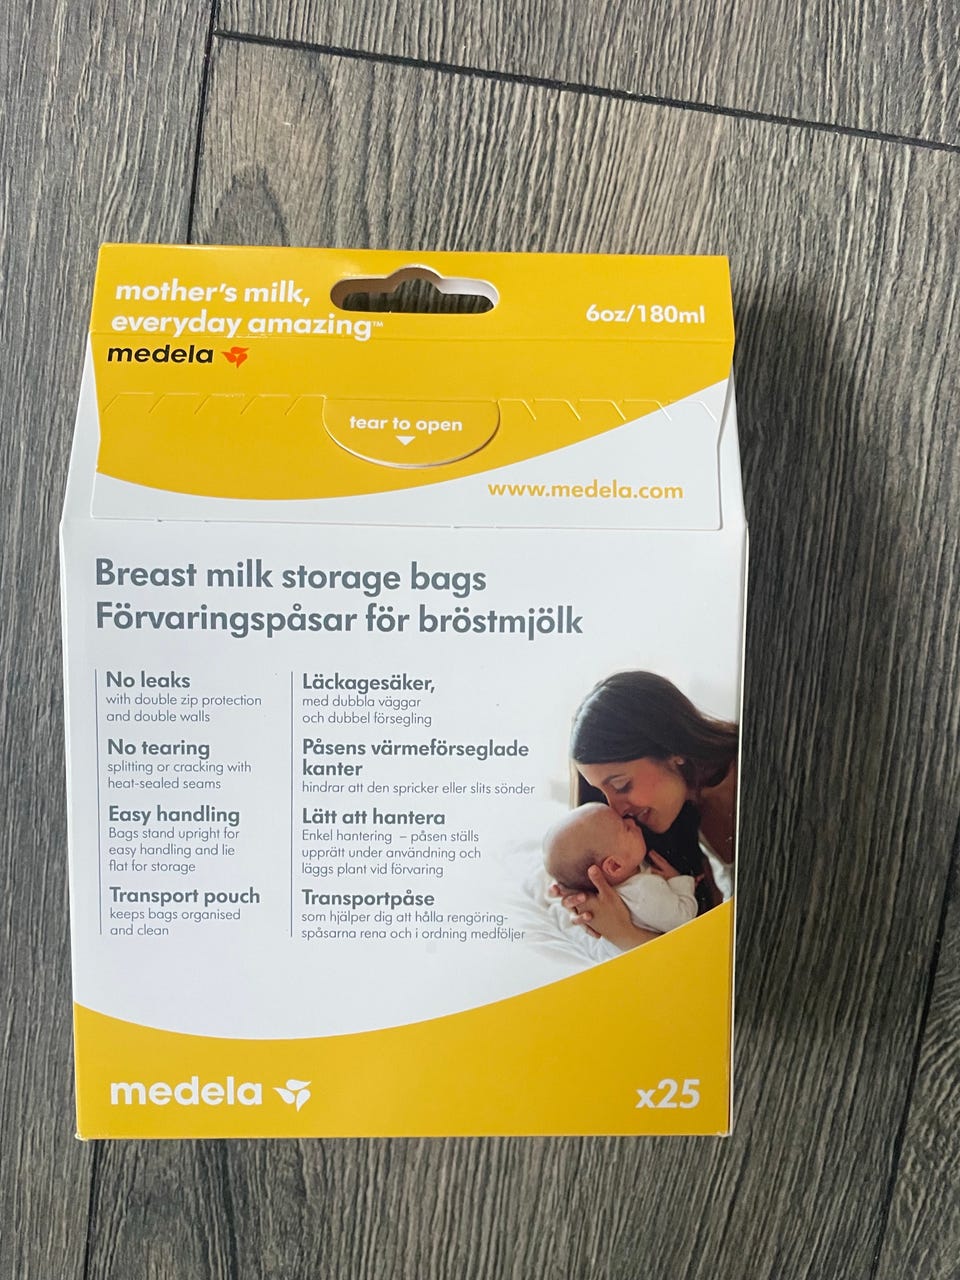 mother's milk,
everyday amazing™
medela
6oz/180ml
tear to open
www.medela.com
Breast milk storage bags
Förvaringspåsar för bröstmjölk
No leaks
with double zip protection
and double walls
No tearing
splitting or cracking with
heat-sealed seams
Easy handling
Bags stand upright for
easy handling and lie
flat for storage
Transport pouch
keeps bags organised
and clean
Läckagesäker,
med dubbla väggar
och dubbel försegling
Påsens värmeförseglade
kanter
hindrar att den spricker eller slits sönder
Lätt att hantera
Enkel hantering – påsen ställs
upprätt under användning och
läggs plant vid förvaring
Transportpåse
som hjälper dig att hålla rengöring-
spåsarna rena och i ordning medföljer
medela
x25